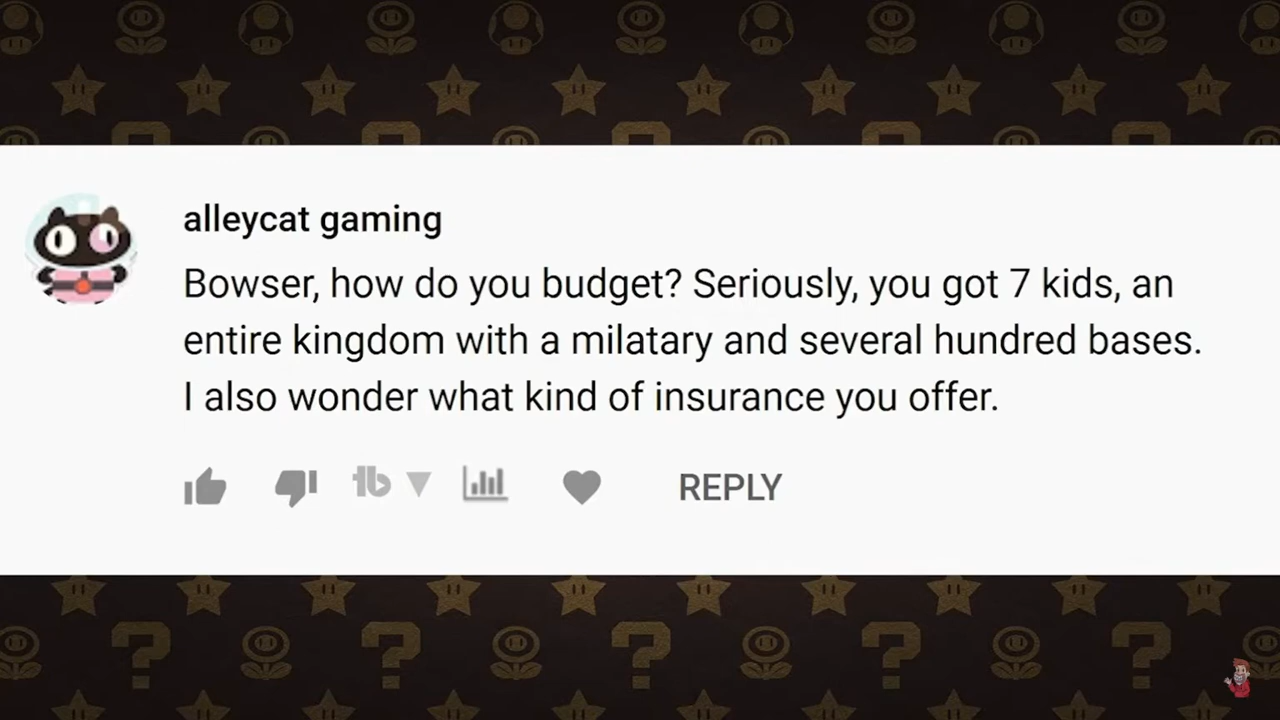 alleycat gaming
Bowser, how do you budget? Seriously, you got 7 kids, an
entire kingdom with a milatary and several hundred bases.
I also wonder what kind of insurance you offer.
tb
REPLY